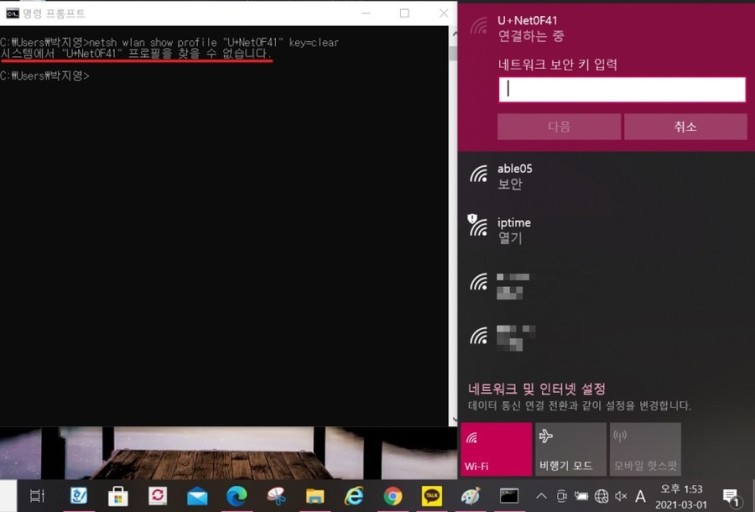 명령 프롬프트
C:\Users\박지영>netsh wlan show profile "U+Net0F41" key=clear
시스템에서 "U+Net0F41" 프로필을 찾을 수 없습니다.
C:\Users\박지영>
U+Net0F41
연결하는 중
네트워크 보안 키 입력
다음
취소
able05
보안
iptime
열기
네트워크 및 인터넷 설정
데이터 통신 연결 전환과 같이 설정을 변경합니다.
Wi-Fi
비행기 모드
모바일 핫스팟
TALK
A
오후 1:53
2021-03-01
1